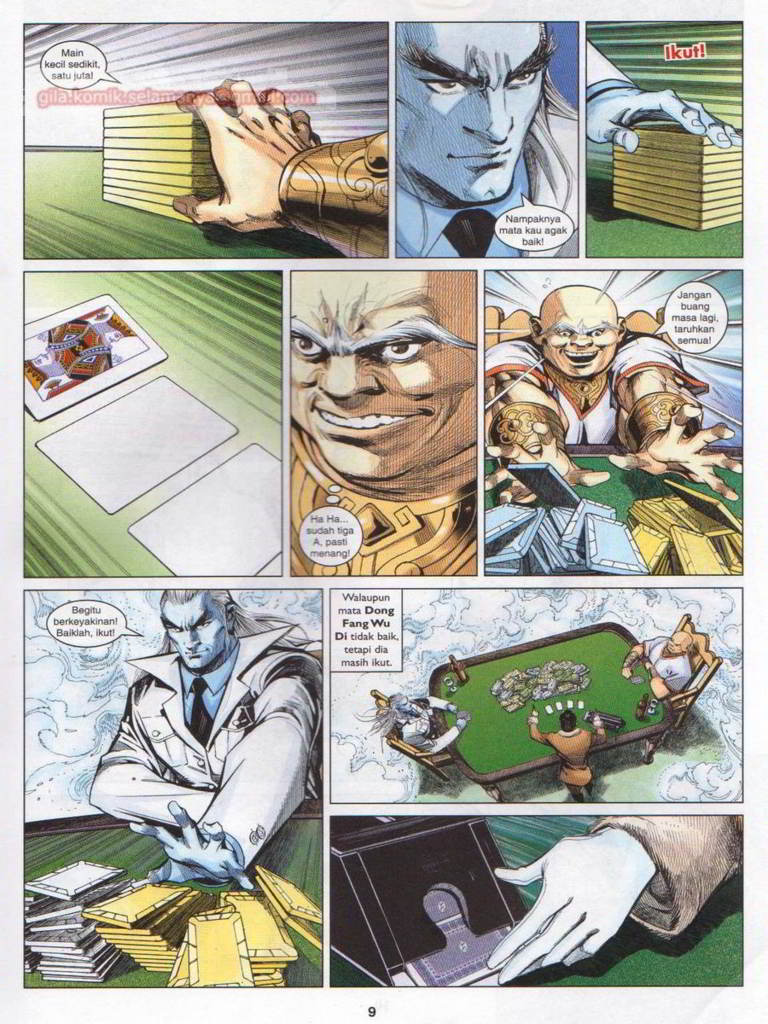 Main
kecil sedikit,
satu juta!
gila.komik.selamanya@gmail.com
Nampaknya
mata kau agak
baik!
Ikut!
Ha Ha...
sudah tiga
A, pasti
menang!
Jangan
buang
masa lagi,
taruhkan
semua!
Begitu
berkeyakinan!
Baiklah, ikut!
Walaupun
mata Dong
Fang Wu
Di tidak baik,
tetapi dia
masih ikut.
9